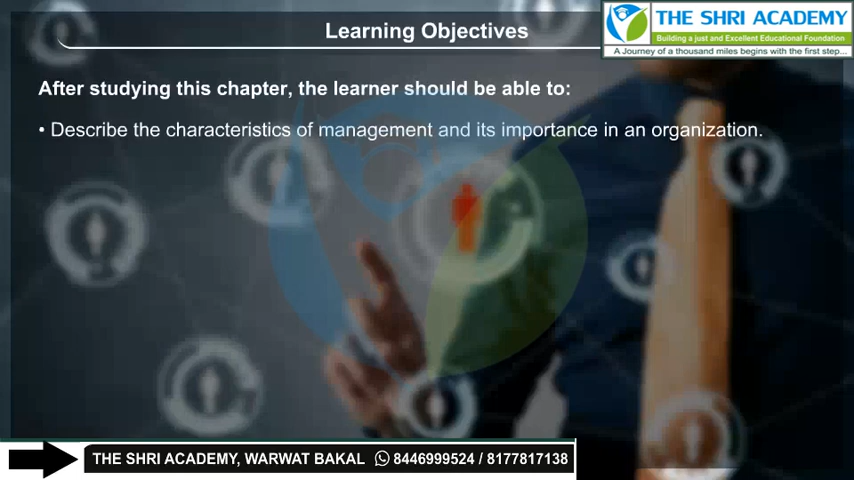 Learning Objectives
THE SHRI ACADEMY
Building a just and Excellent Educational Foundation
A Journey of a thousand miles begins with the first step...
After studying this chapter, the learner should be able to:
• Describe the characteristics of management and its importance in an organization.
THE SHRI ACADEMY, WARWAT BAKAL 8446999524 / 8177817138